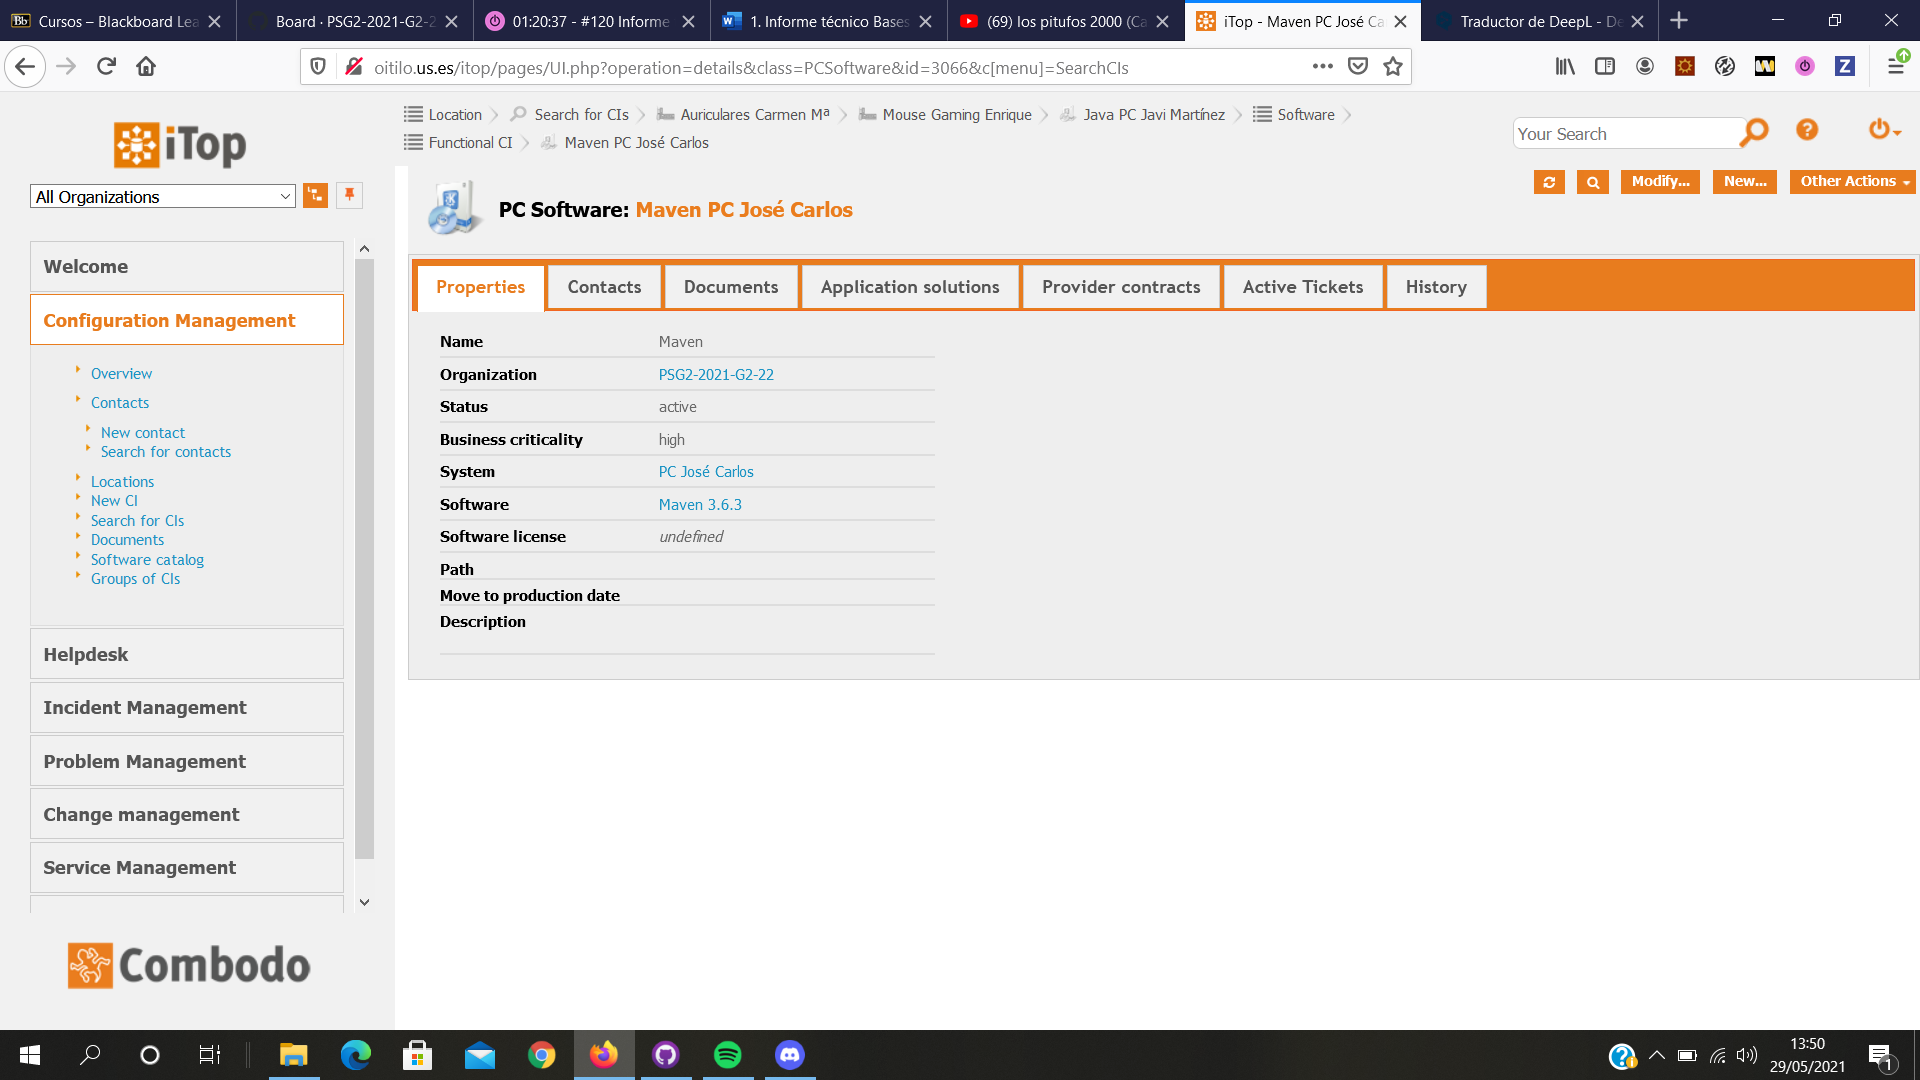 Cursos – Blackboard Lea
Board · PSG2-2021-G2-2
01:20:37 - #120 Informe
1. Informe técnico Bases
(69) los pitufos 2000 (Ca
iTop - Maven PC José Ca
Traductor de DeepL - De
oitilo.us.es/itop/pages/UI.php?operation=details&class=PCSoftware&id=3066&c[menu]=SearchCIs
iTop
All Organizations
Location
Search for CIs
Auriculares Carmen Mª
Mouse Gaming Enrique
Java PC Javi Martínez
Software
Functional CI
Maven PC José Carlos
Your Search
Modify...
New...
Other Actions
PC Software: Maven PC José Carlos
Welcome
Configuration Management
Overview
Contacts
New contact
Search for contacts
Locations
New CI
Search for CIs
Documents
Software catalog
Groups of CIs
Helpdesk
Incident Management
Problem Management
Change management
Service Management
Combodo
Properties
Contacts
Documents
Application solutions
Provider contracts
Active Tickets
History
Name Maven
Organization PSG2-2021-G2-22
Status active
Business criticality high
System PC José Carlos
Software Maven 3.6.3
Software license undefined
Path
Move to production date
Description
13:50
29/05/2021
1